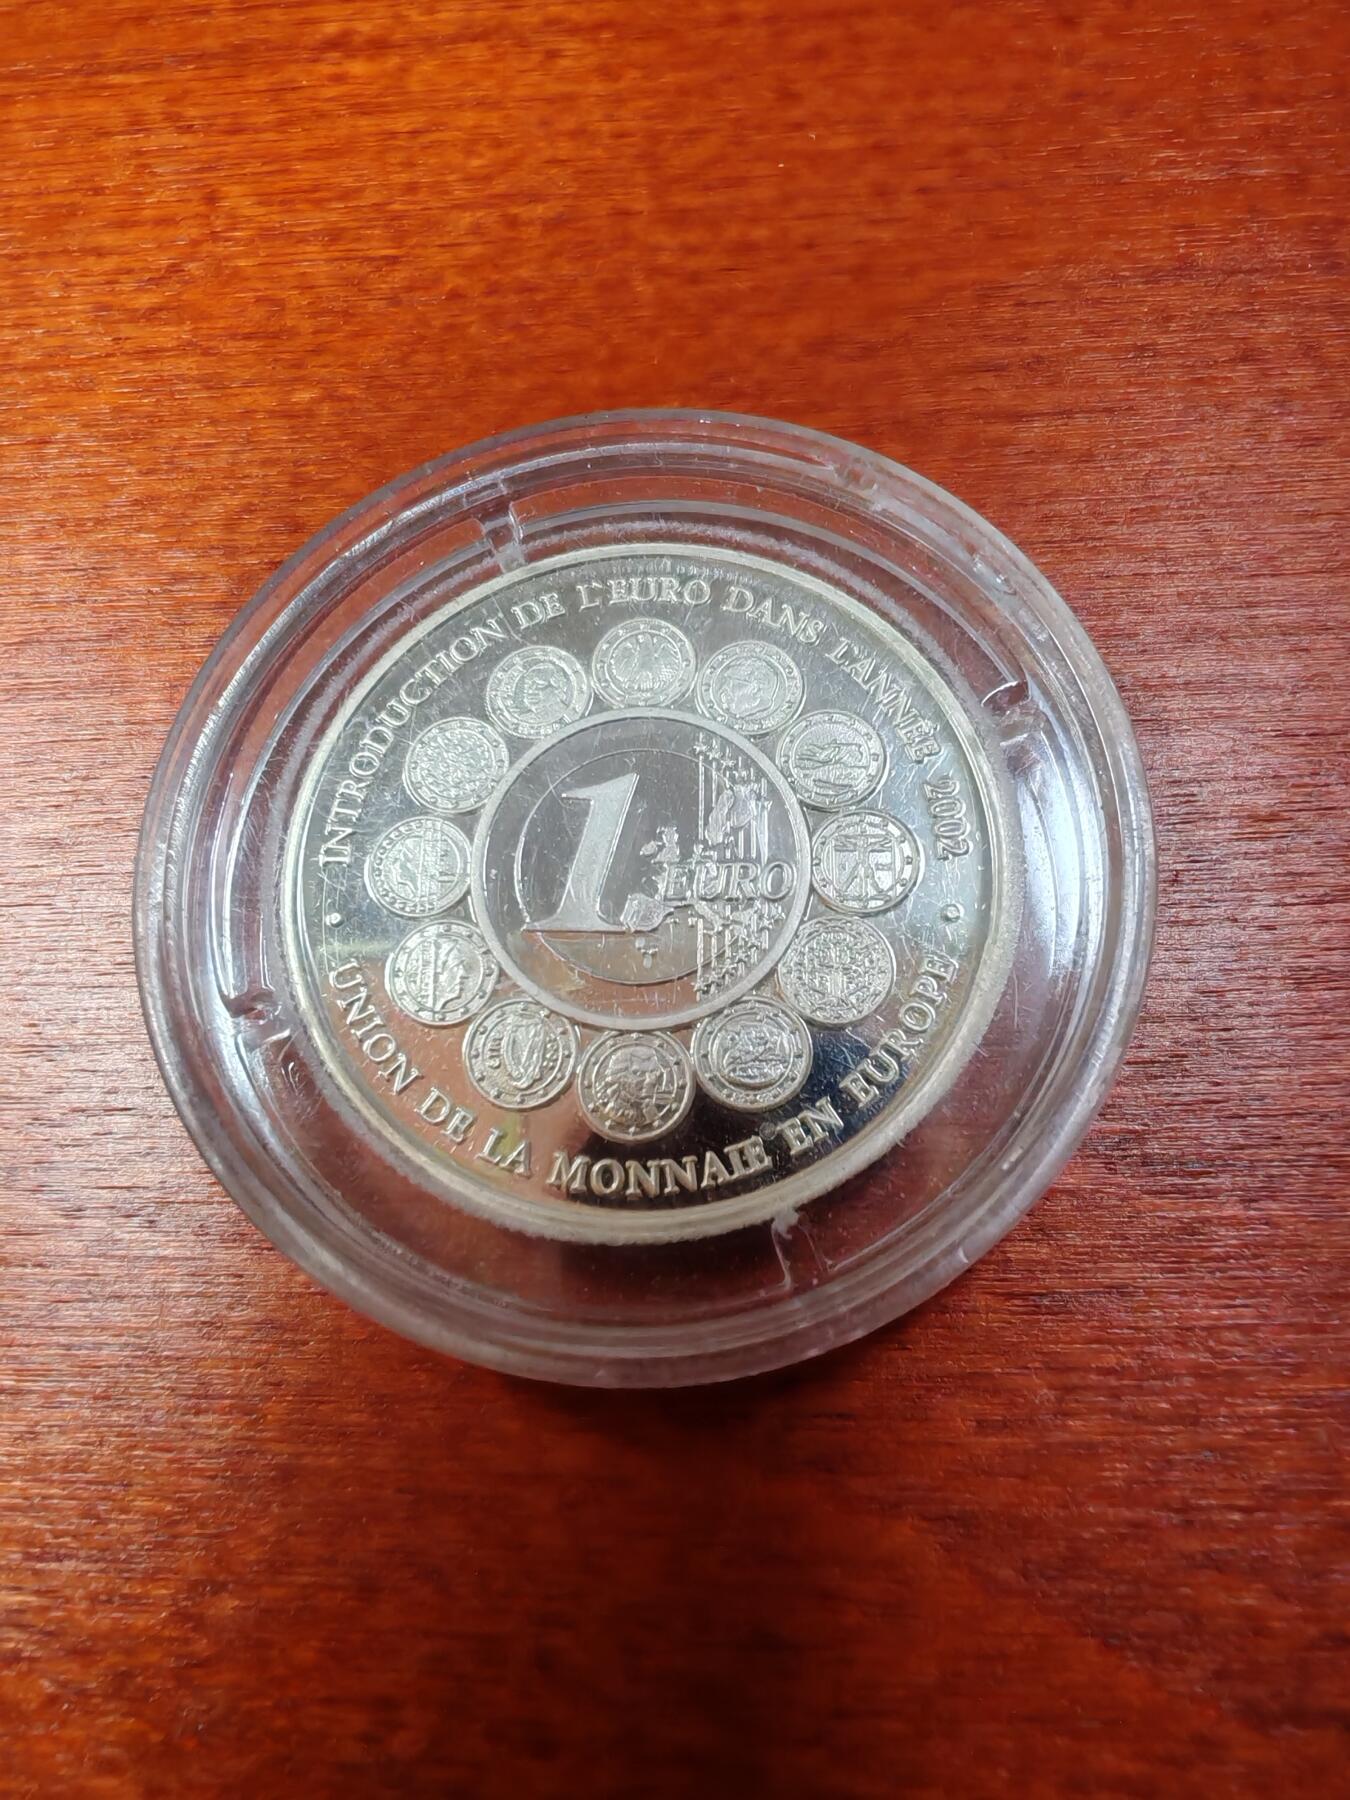 INTRODUCTION DE L'EURO DANS L'ANNÉE 2002
1 EURO
UNION DE LA MONNAIE EN EUROPE